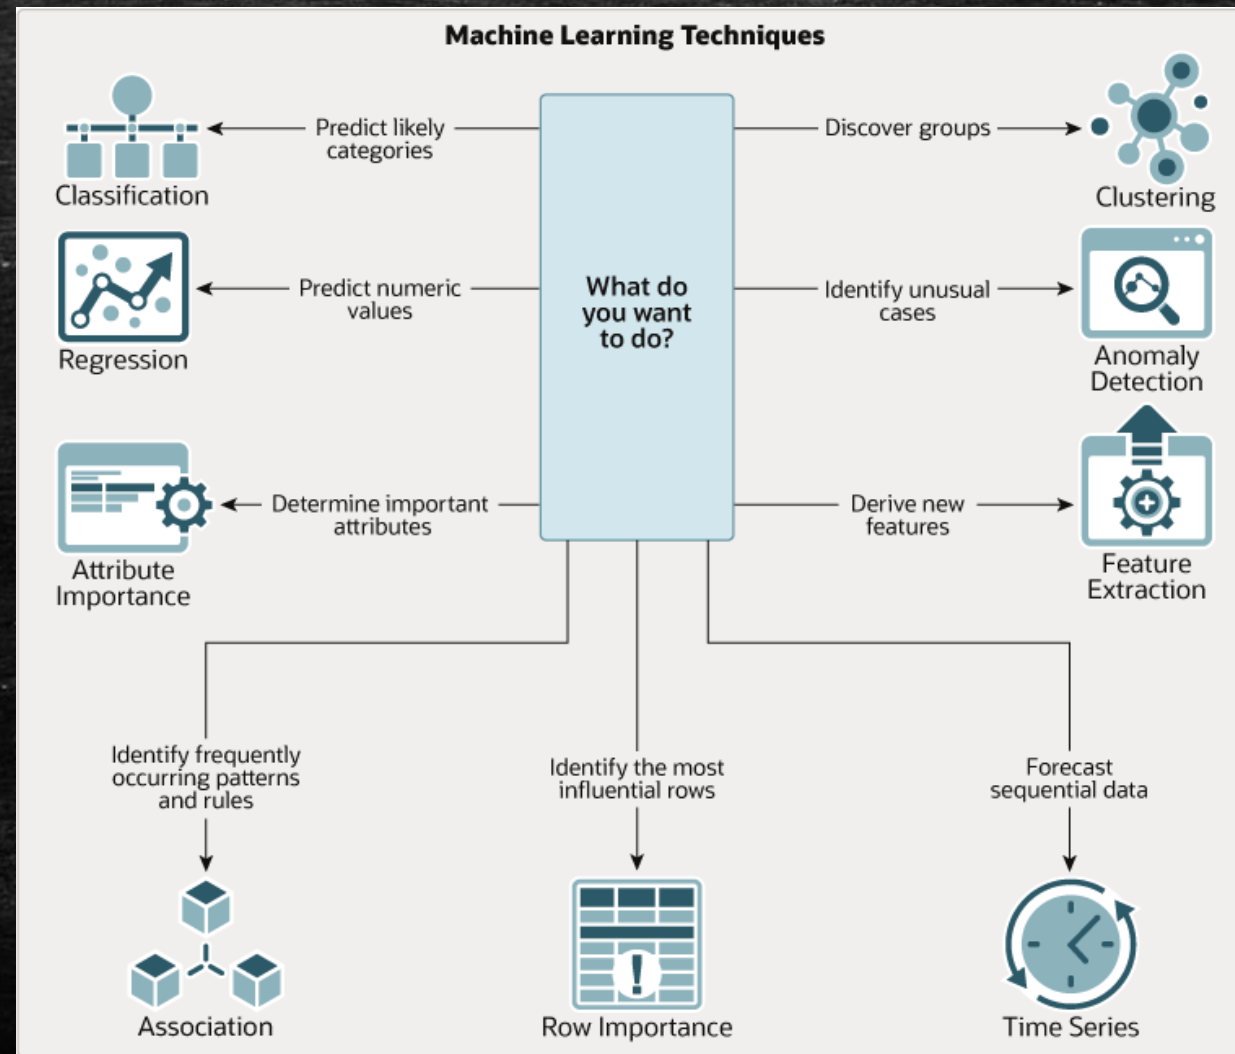 Machine Learning Techniques
Predict likely
categories
Classification
Discover groups
Clustering
What do
you want
to do?
Predict numeric
values
Regression
Identify unusual
cases
Anomaly
Detection
Determine important
attributes
Attribute
Importance
Derive new
features
Feature
Extraction
Identify frequently
occurring patterns
and rules
Association
Identify the most
influential rows
Row Importance
Forecast
sequential data
Time Series